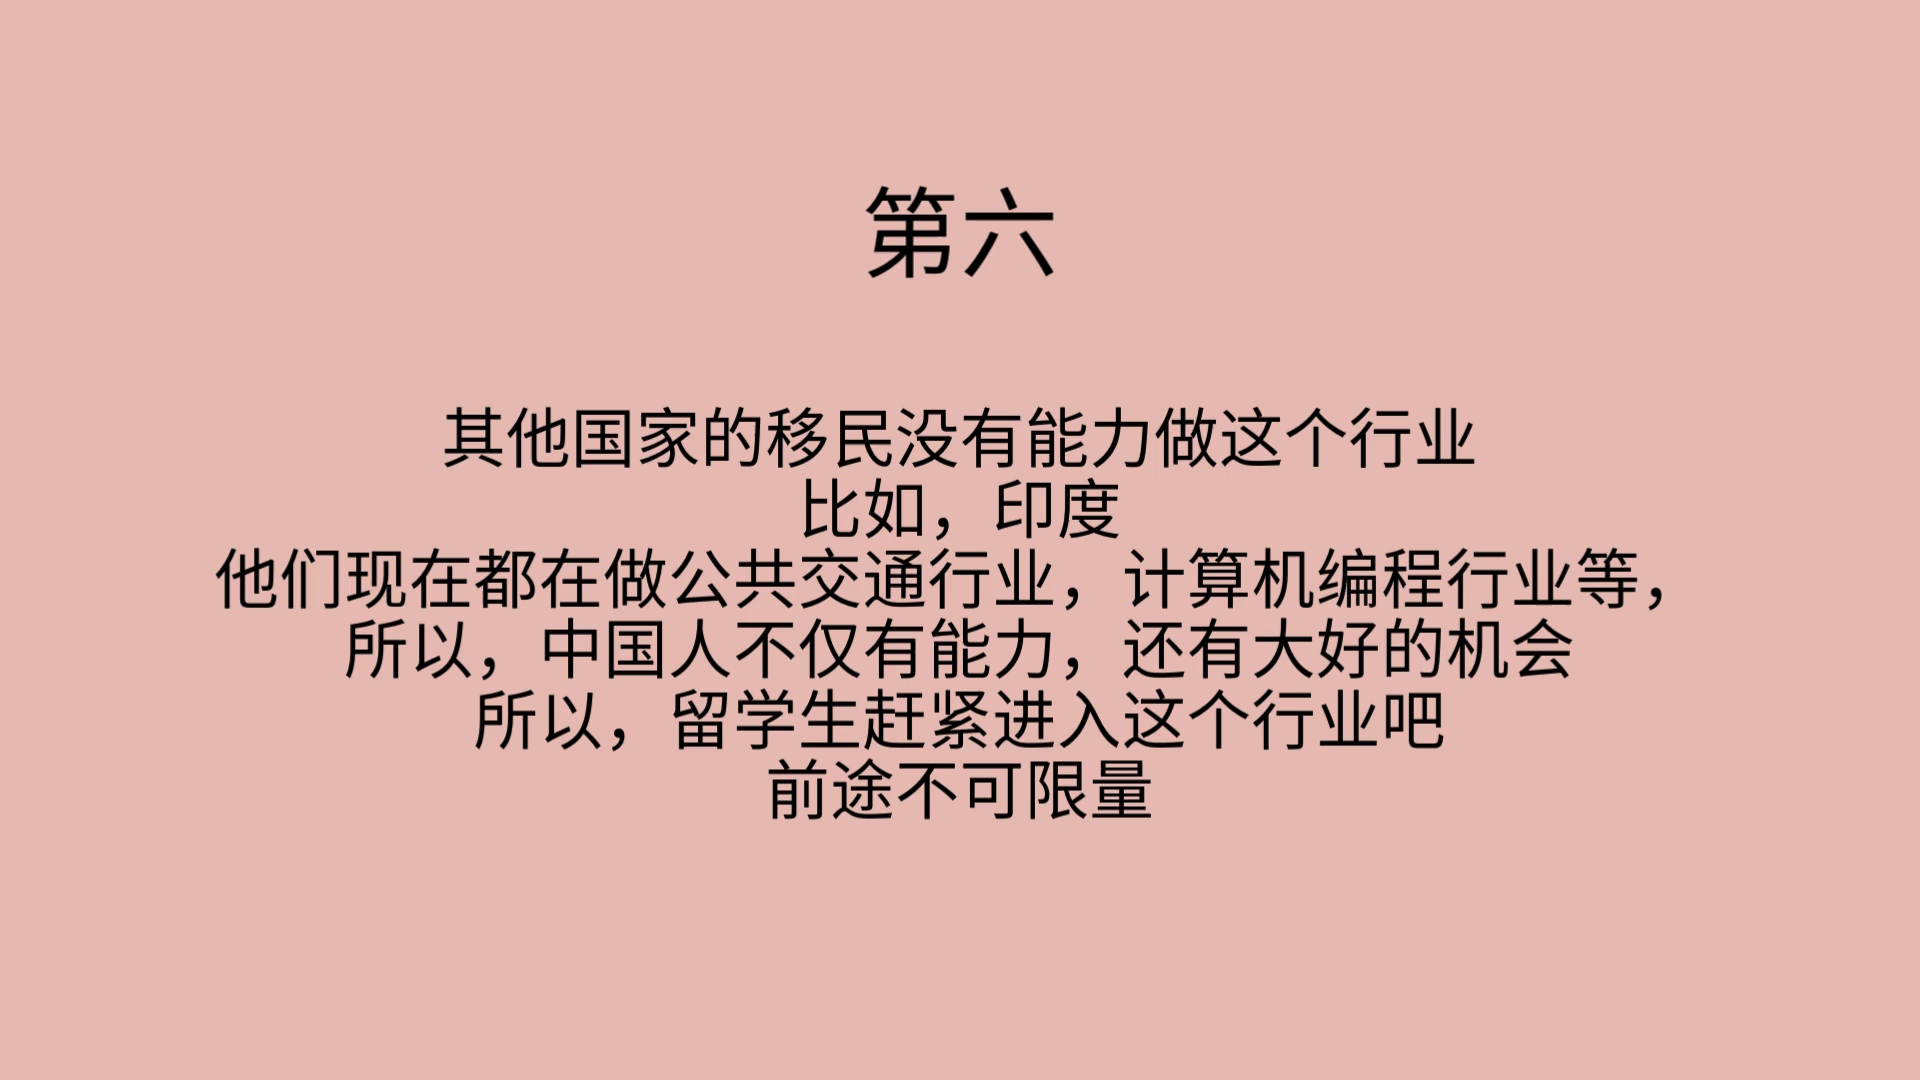 第六
其他国家的移民没有能力做这个行业
比如，印度
他们现在都在做公共交通行业，计算机编程行业等，
所以，中国人不仅有能力，还有大好的机会
所以，留学生赶紧进入这个行业吧
前途不可限量